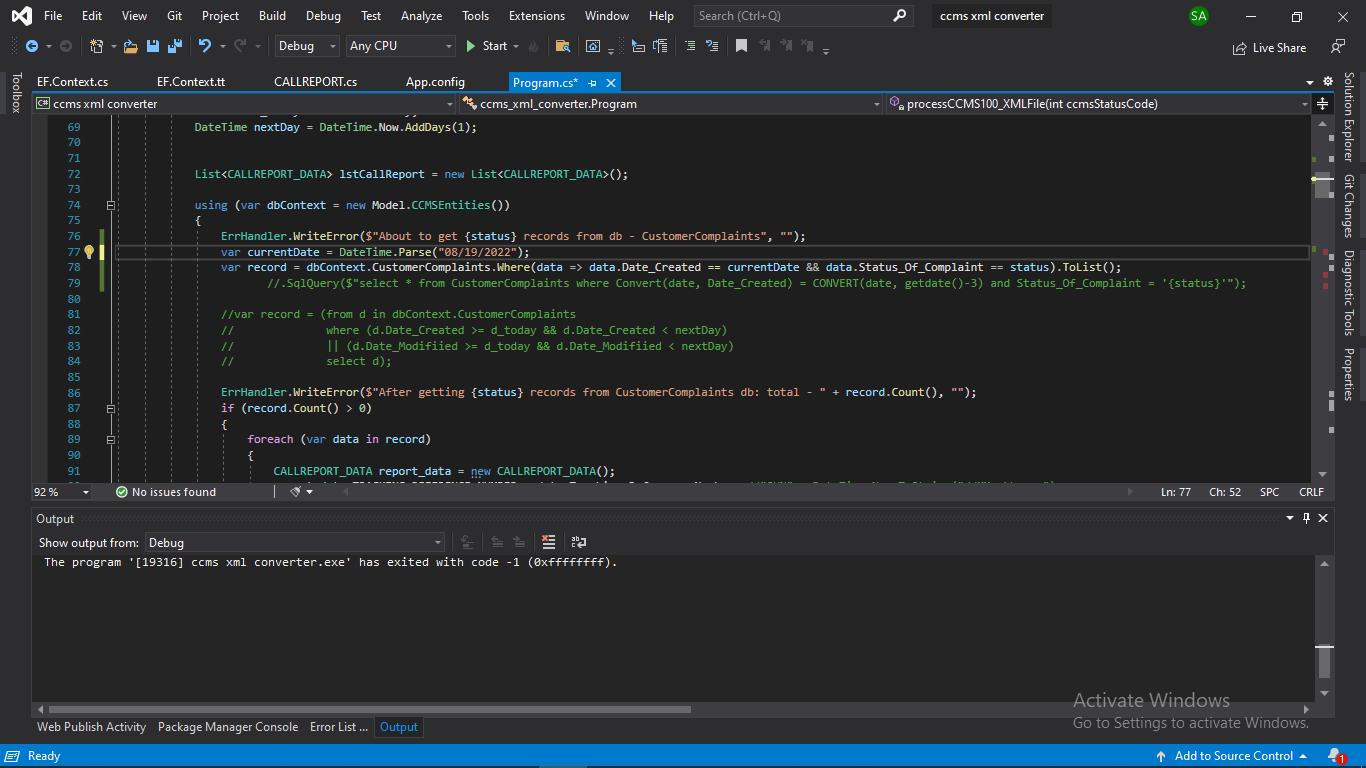 File Edit View Git Project Build Debug Test Analyze Tools Extensions Window Help Search (Ctrl+Q) ccms xml converter SA
Debug Any CPU Start Live Share
Toolbox
EF.Context.cs EF.Context.tt CALLREPORT.cs App.config Program.cs*
C# ccms xml converter ccms_xml_converter.Program processCCMS100_XMLFile(int ccmsStatusCode)
69 DateTime nextDay = DateTime.Now.AddDays(1);
70
71
72 List<CALLREPORT_DATA> lstCallReport = new List<CALLREPORT_DATA>();
73
74 using (var dbContext = new Model.CCMSEntities())
75 {
76 ErrHandler.WriteError($"About to get {status} records from db - CustomerComplaints", "");
77 var currentDate = DateTime.Parse("08/19/2022");
78 var record = dbContext.CustomerComplaints.Where(data => data.Date_Created == currentDate && data.Status_Of_Complaint == status).ToList();
79 //.SqlQuery($"select * from CustomerComplaints where Convert(date, Date_Created) = CONVERT(date, getdate()-3) and Status_Of_Complaint = '{status}'");
80
81 //var record = (from d in dbContext.CustomerComplaints
82 // where (d.Date_Created >= d_today && d.Date_Created < nextDay)
83 // || (d.Date_Modifiied >= d_today && d.Date_Modifiied < nextDay)
84 // select d);
85
86 ErrHandler.WriteError($"After getting {status} records from CustomerComplaints db: total - " + record.Count(), "");
87 if (record.Count() > 0)
88 {
89 foreach (var data in record)
90 {
91 CALLREPORT_DATA report_data = new CALLREPORT_DATA();
92 % No issues found Ln: 77 Ch: 52 SPC CRLF
Solution Explorer
Git Changes
Diagnostic Tools
Properties
Output
Show output from: Debug
The program '[19316] ccms xml converter.exe' has exited with code -1 (0xffffffff).
Activate Windows
Go to Settings to activate Windows.
Web Publish Activity Package Manager Console Error List ... Output
Ready Add to Source Control 1